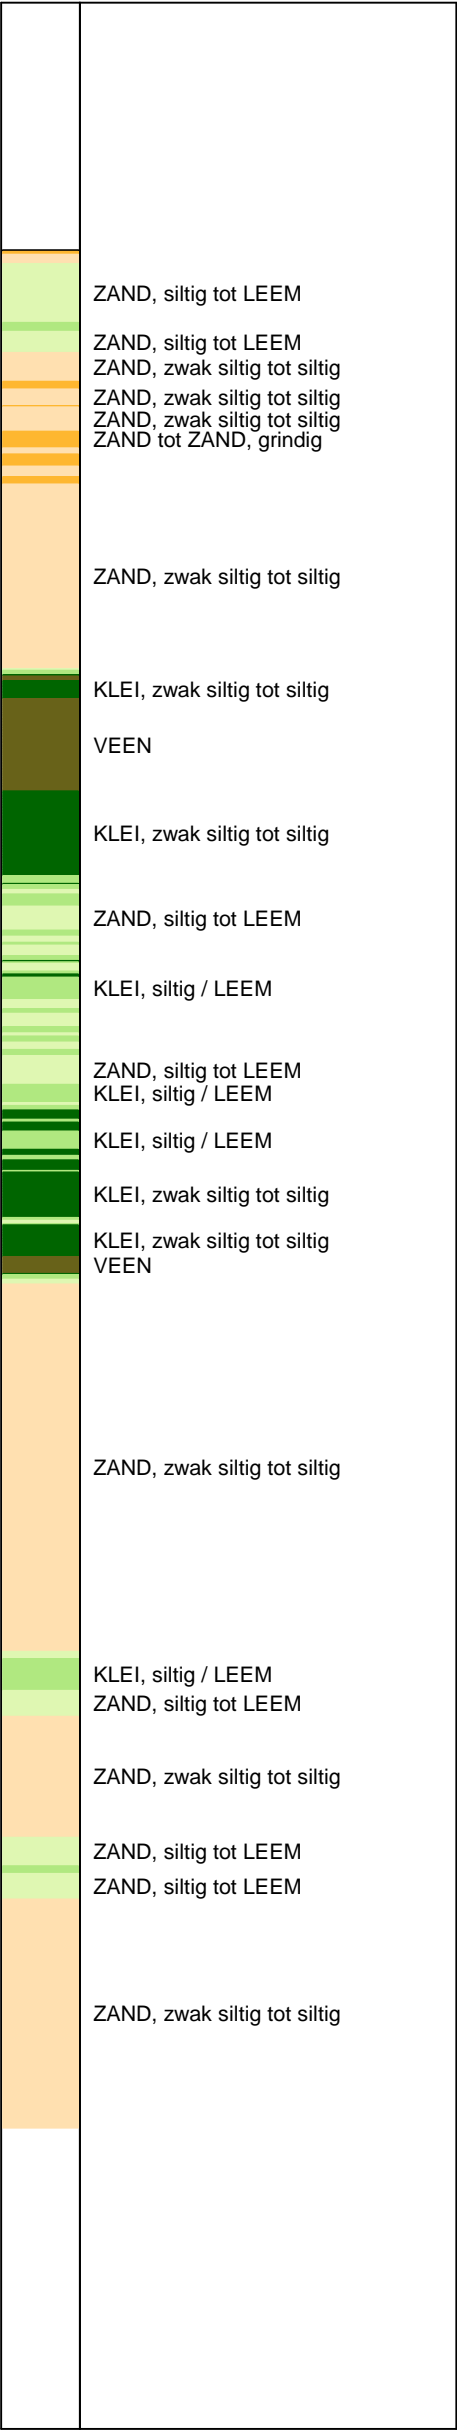 ZAND, siltig tot LEEM
ZAND, siltig tot LEEM
ZAND, zwak siltig tot siltig
ZAND, zwak siltig tot siltig
ZAND, zwak siltig tot siltig
ZAND tot ZAND, grindig
ZAND, zwak siltig tot siltig
KLEI, zwak siltig tot siltig
VEEN
KLEI, zwak siltig tot siltig
ZAND, siltig tot LEEM
KLEI, siltig / LEEM
ZAND, siltig tot LEEM
KLEI, siltig / LEEM
KLEI, siltig / LEEM
KLEI, zwak siltig tot siltig
KLEI, zwak siltig tot siltig
VEEN
ZAND, zwak siltig tot siltig
KLEI, siltig / LEEM
ZAND, siltig tot LEEM
ZAND, zwak siltig tot siltig
ZAND, siltig tot LEEM
ZAND, siltig tot LEEM
ZAND, zwak siltig tot siltig